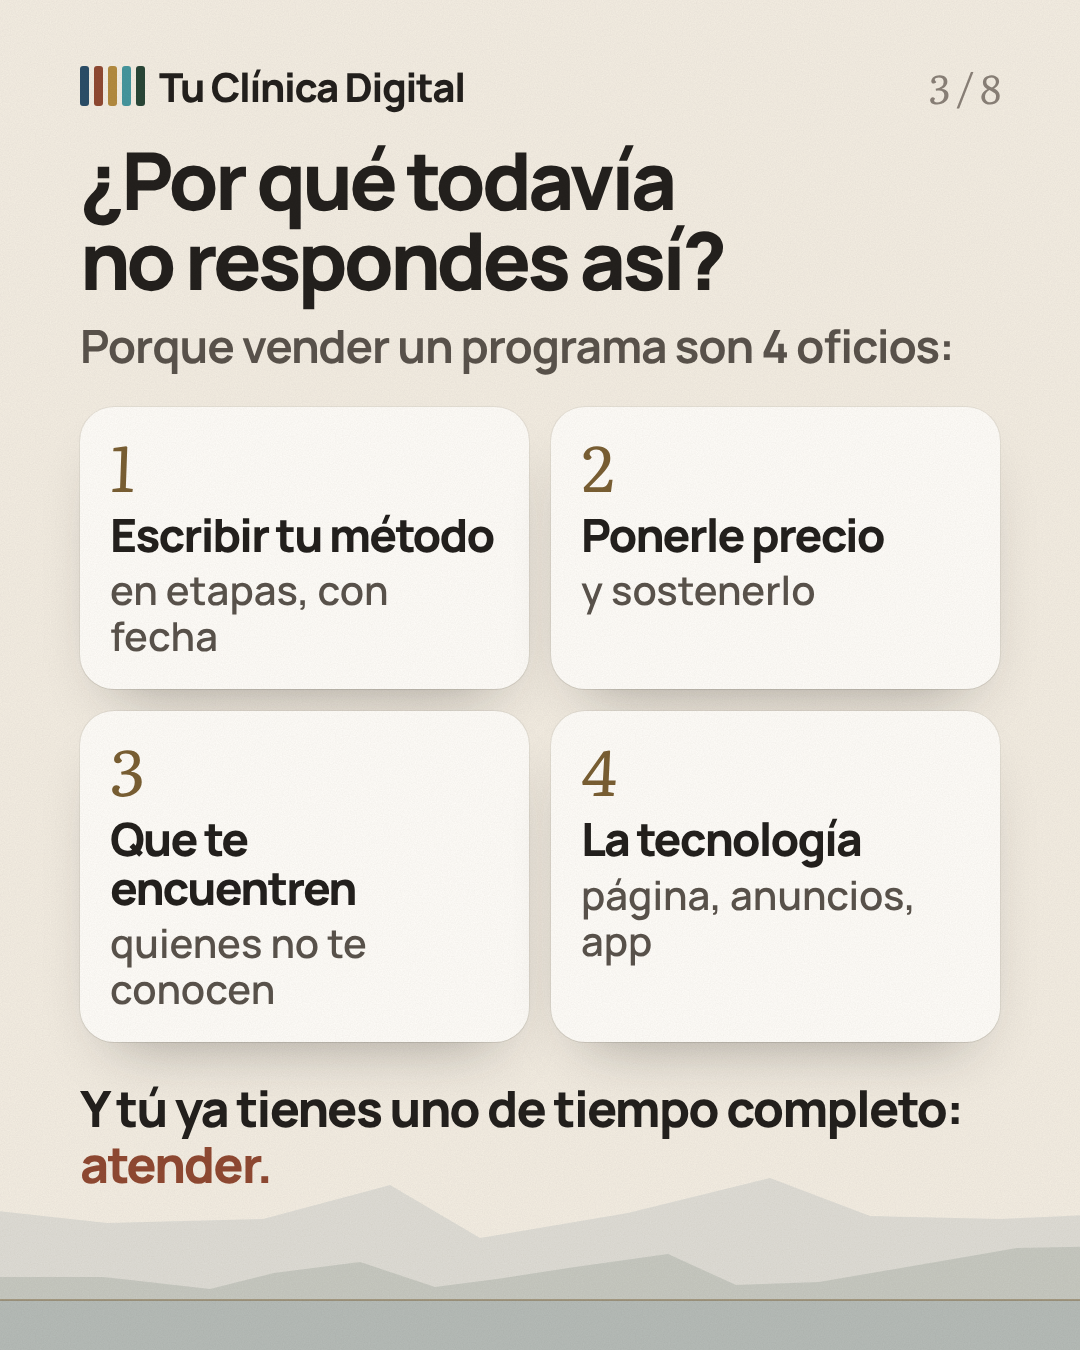 Tu Clínica Digital
3/8
¿Por qué todavía
no respondes así?
Porque vender un programa son 4 oficios:
1
Escribir tu método
en etapas, con
fecha
2
Ponerle precio
y sostenerlo
3
Que te
encuentren
quienes no te
conocen
4
La tecnología
página, anuncios,
app
Y tú ya tienes uno de tiempo completo:
atender.